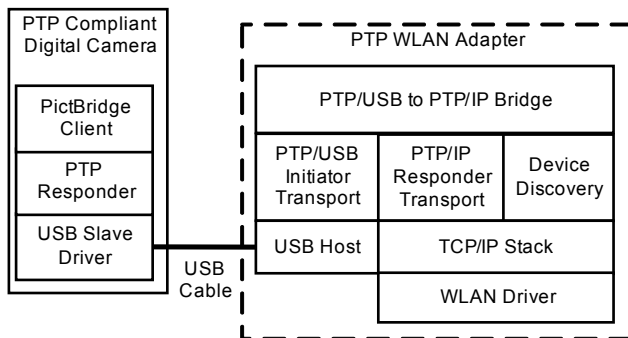 PTP Compliant
Digital Camera
PictBridge
Client
PTP
Responder
USB Slave
Driver
USB
Cable
PTP WLAN Adapter
PTP/USB to PTP/IP Bridge
PTP/USB
Initiator
Transport
PTP/IP
Responder
Transport
Device
Discovery
USB Host
TCP/IP Stack
WLAN Driver